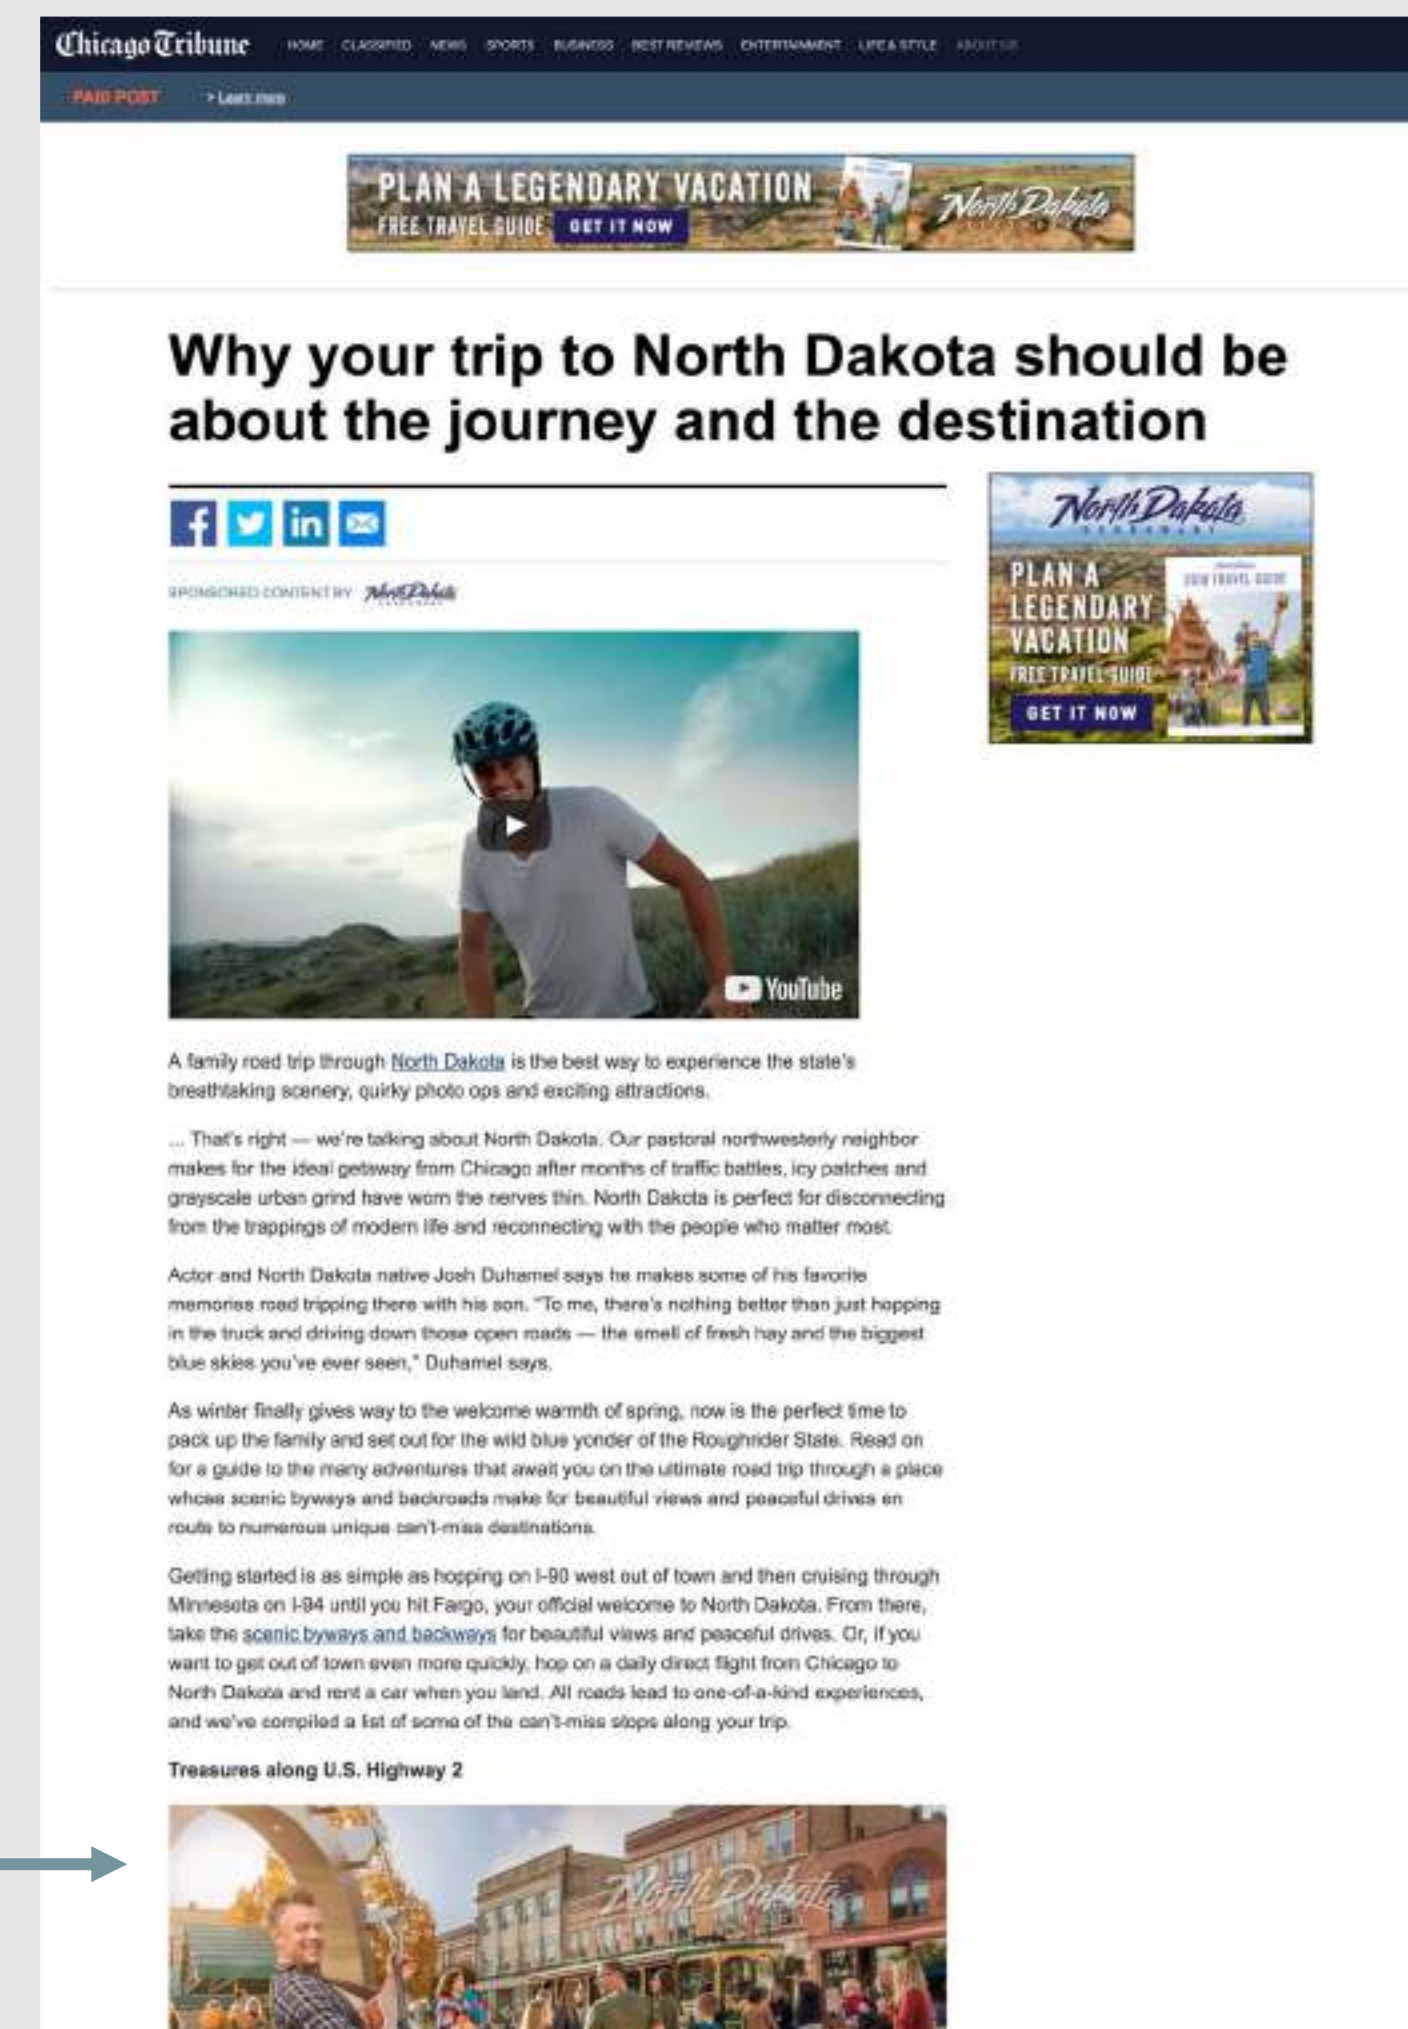 Chicago Tribune
HOME CLASSIFIED NEWS SPORTS BUSINESS BEST REVIEWS ENTERTAINMENT LIFE & STYLE ABOUT US
PAID POST > Learn more
PLAN A LEGENDARY VACATION
FREE TRAVEL GUIDE GET IT NOW
North Dakota
LEGENDARY
Why your trip to North Dakota should be
about the journey and the destination
North Dakota
LEGENDARY
PLAN A
LEGENDARY
VACATION
FREE TRAVEL GUIDE
GET IT NOW
TRAVEL GUIDE
SPONSORED CONTENT BY North Dakota
YouTube
A family road trip through North Dakota is the best way to experience the state's
breathtaking scenery, quirky photo ops and exciting attractions.
... That's right — we're talking about North Dakota. Our pastoral northwesterly neighbor
makes for the ideal getaway from Chicago after months of traffic battles, icy patches and
grayscale urban grind have worn the nerves thin. North Dakota is perfect for disconnecting
from the trappings of modern life and reconnecting with the people who matter most.
Actor and North Dakota native Josh Duhamel says he makes some of his favorite
memories road tripping there with his son. "To me, there's nothing better than just hopping
in the truck and driving down those open roads — the smell of fresh hay and the biggest
blue skies you've ever seen," Duhamel says.
As winter finally gives way to the welcome warmth of spring, now is the perfect time to
pack up the family and set out for the wild blue yonder of the Roughrider State. Read on
for a guide to the many adventures that await you on the ultimate road trip through a place
whose scenic byways and backroads make for beautiful views and peaceful drives en
route to numerous unique can't-miss destinations.
Getting started is as simple as hopping on I-90 west out of town and then cruising through
Minnesota on I-94 until you hit Fargo, your official welcome to North Dakota. From there,
take the scenic byways and backways for beautiful views and peaceful drives. Or, if you
want to get out of town even more quickly, hop on a daily direct flight from Chicago to
North Dakota and rent a car when you land. All roads lead to one-of-a-kind experiences,
and we've compiled a list of some of the can't-miss stops along your trip.
Treasures along U.S. Highway 2
North Dakota